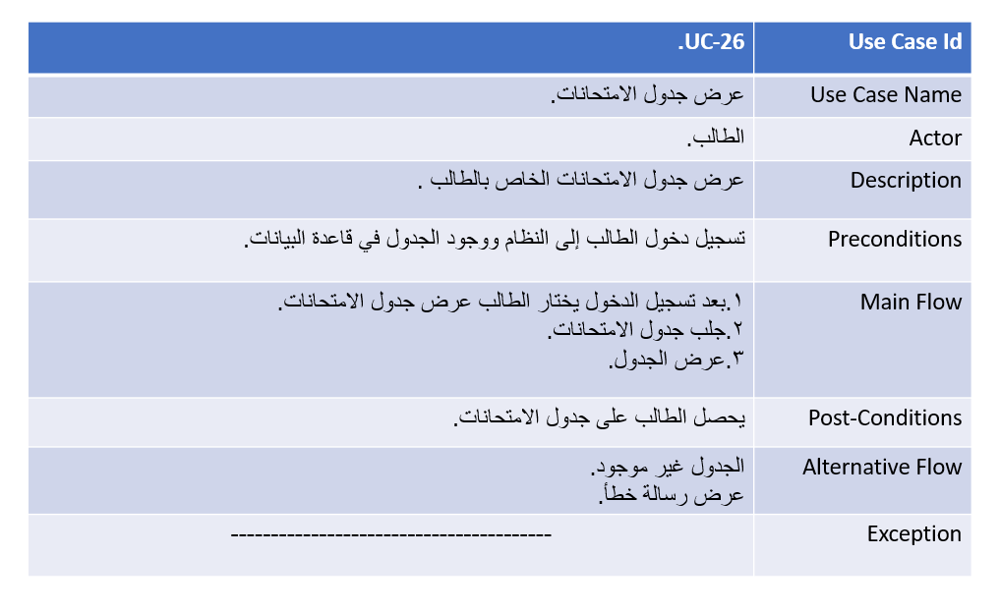 Use Case Id
UC-26.
Use Case Name
عرض جدول الامتحانات.
Actor
الطالب.
Description
عرض جدول الامتحانات الخاص بالطالب .
Preconditions
تسجيل دخول الطالب إلى النظام ووجود الجدول في قاعدة البيانات.
Main Flow
١.بعد تسجيل الدخول يختار الطالب عرض جدول الامتحانات.
٢.جلب جدول الامتحانات.
٣.عرض الجدول.
Post-Conditions
يحصل الطالب على جدول الامتحانات.
Alternative Flow
الجدول غير موجود.
عرض رسالة خطأ.
Exception
----------------------------------------